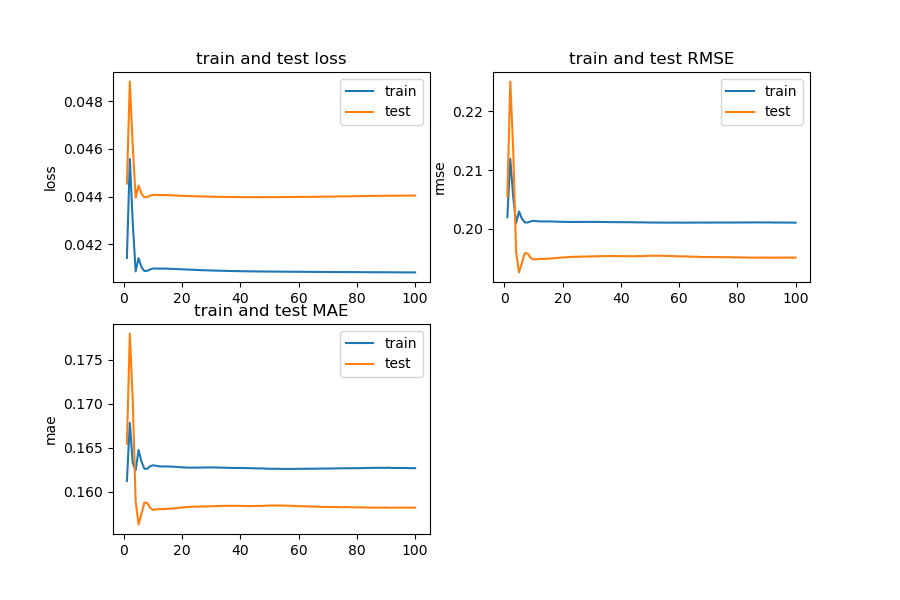 train and test loss
loss
0.048
0.046
0.044
0.042
0 20 40 60 80 100
train
test
train and test RMSE
rmse
0.22
0.21
0.20
0 20 40 60 80 100
train
test
train and test MAE
mae
0.175
0.170
0.165
0.160
0 20 40 60 80 100
train
test